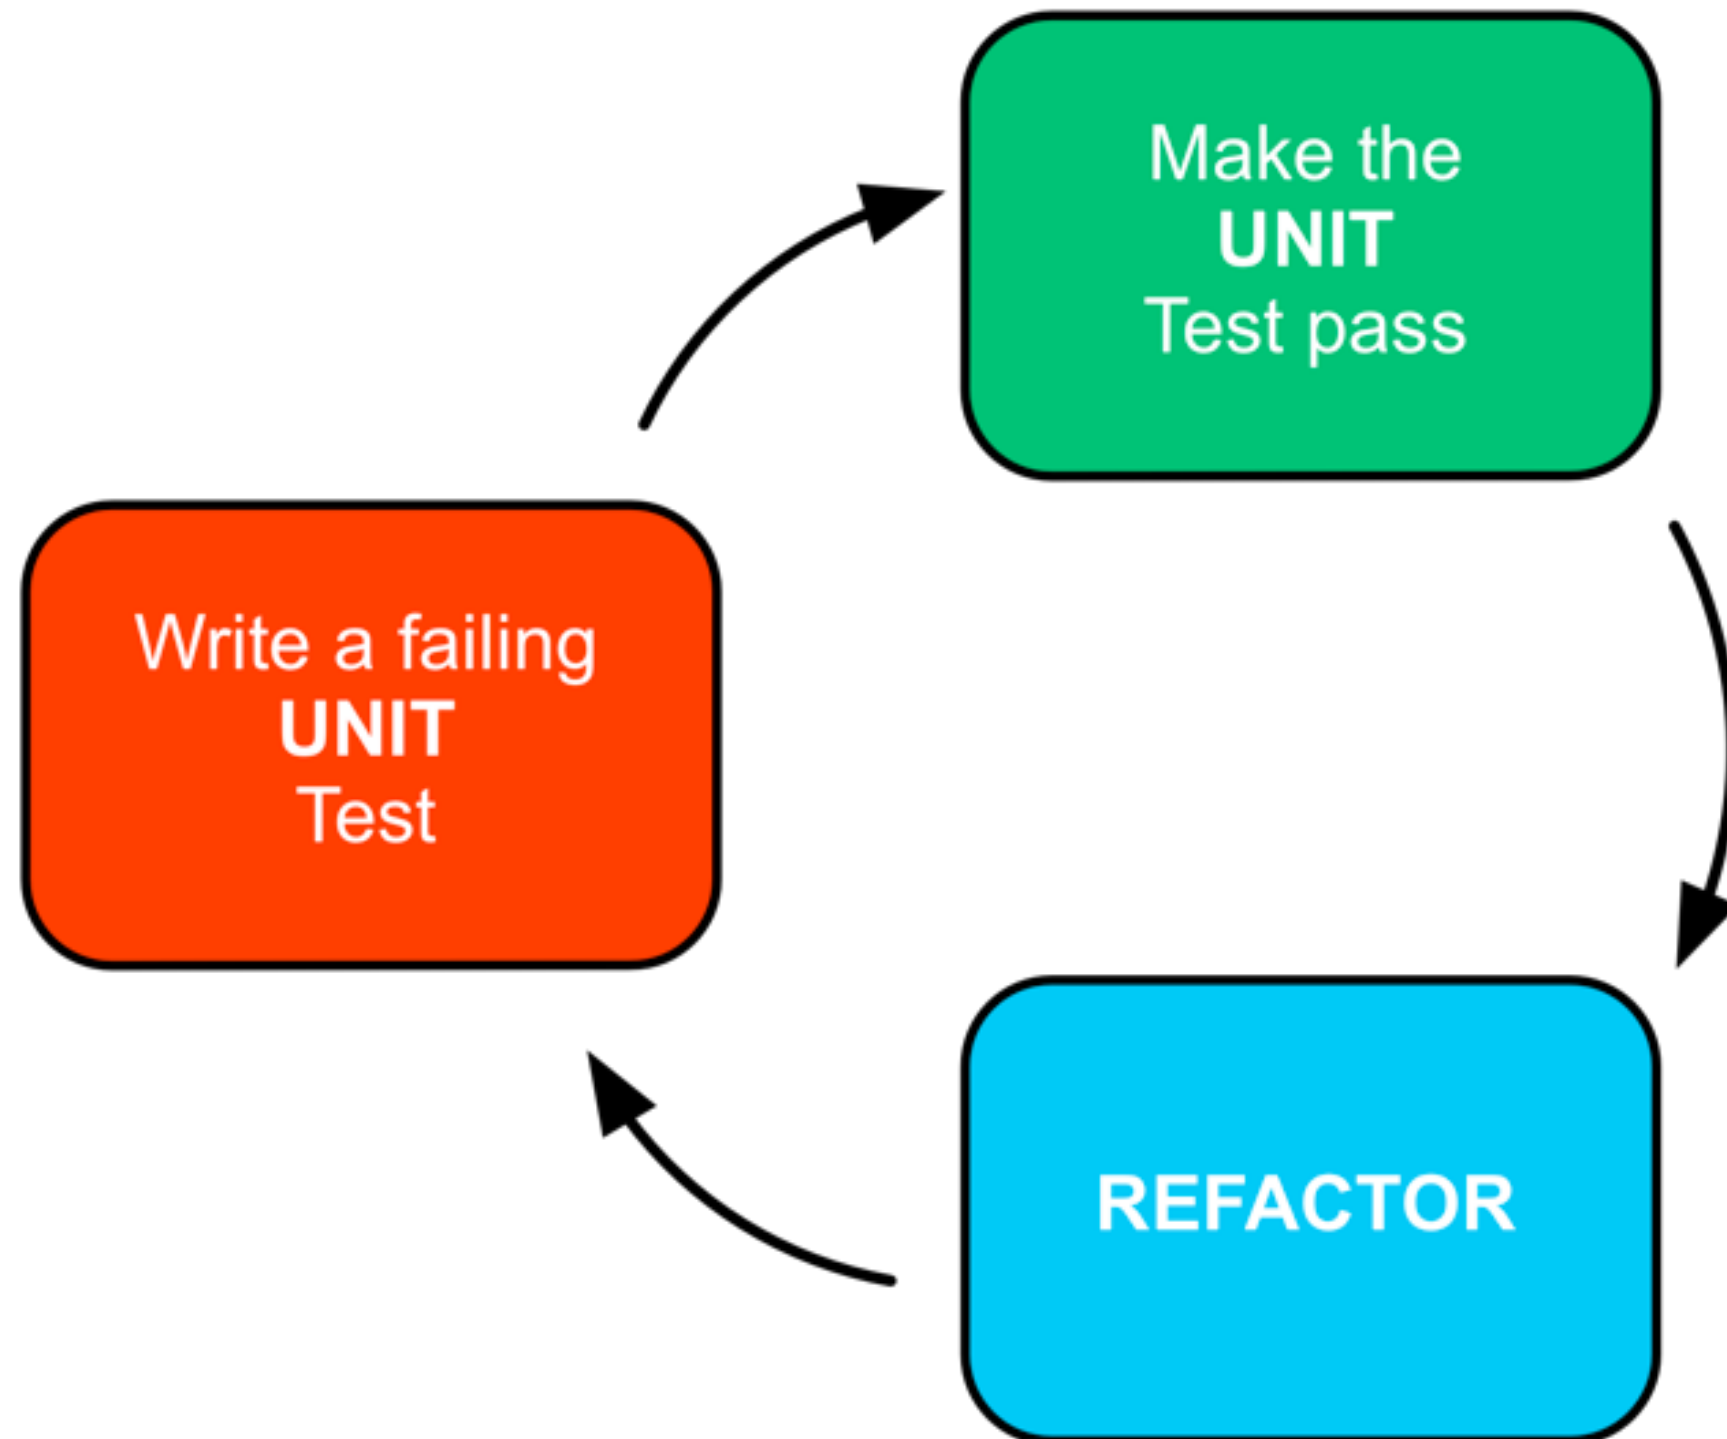 Make the
UNIT
Test pass
Write a failing
UNIT
Test
REFACTOR